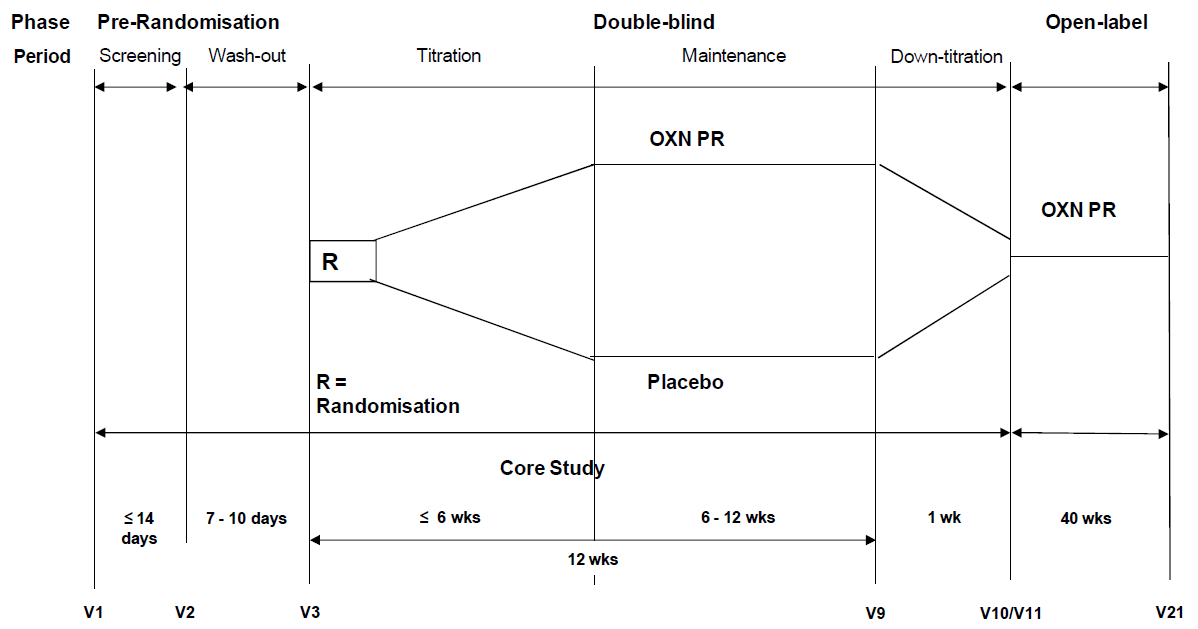 Phase Pre-Randomisation Double-blind Open-label
Period Screening Wash-out Titration Maintenance Down-titration
OXN PR
OXN PR
R
Placebo
R =
Randomisation
Core Study
≤ 14
days
7 - 10 days
≤ 6 wks
6 - 12 wks
1 wk
40 wks
12 wks
V1 V2 V3 V9 V10/V11 V21